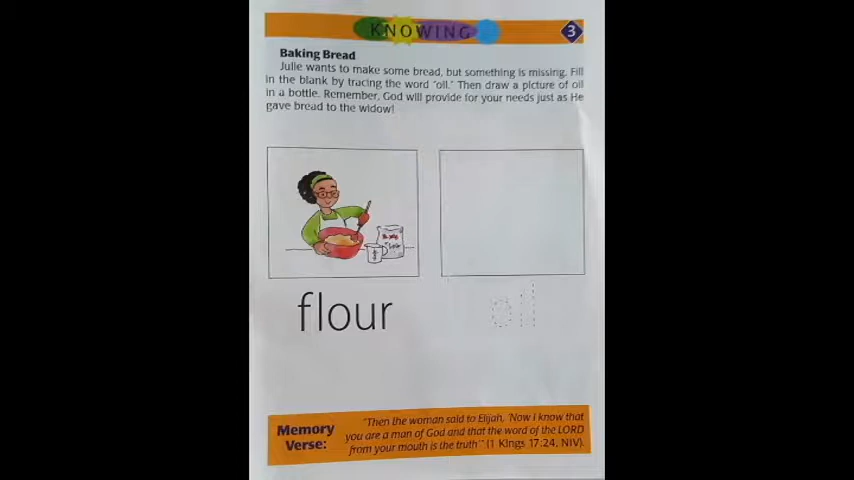 KNOWING
3
Baking Bread
Julie wants to make some bread, but something is missing. Fill
in the blank by tracing the word "oil." Then draw a picture of oil
in a bottle. Remember, God will provide for your needs just as He
gave bread to the widow!
flour
oil
Memory
Verse:
"Then the woman said to Elijah, 'Now I know that
you are a man of God and that the word of the LORD
from your mouth is the truth'" (1 Kings 17:24, NIV).